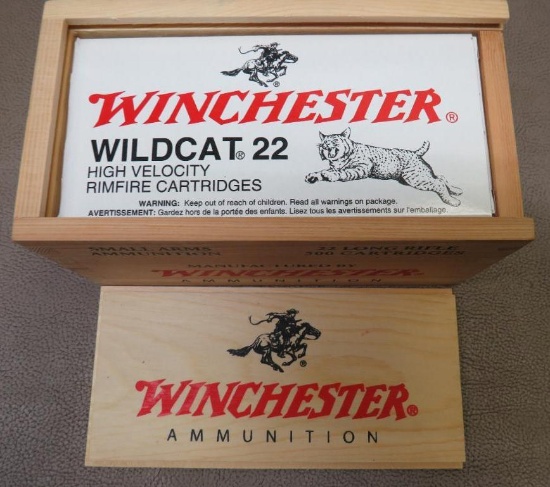 WINCHESTER®
WILDCAT® 22
HIGH VELOCITY
RIMFIRE CARTRIDGES
WARNING: Keep out of reach of children. Read all warnings on package.
AVERTISSEMENT: Gardez hors de la portée des enfants. Lisez tous les avertissements sur l'emballage.
SMALL ARMS 22 LONG RIFLE
AMMUNITION 500 CARTRIDGES
MANUFACTURED BY
WINCHESTER
AMMUNITION
WINCHESTER®
AMMUNITION